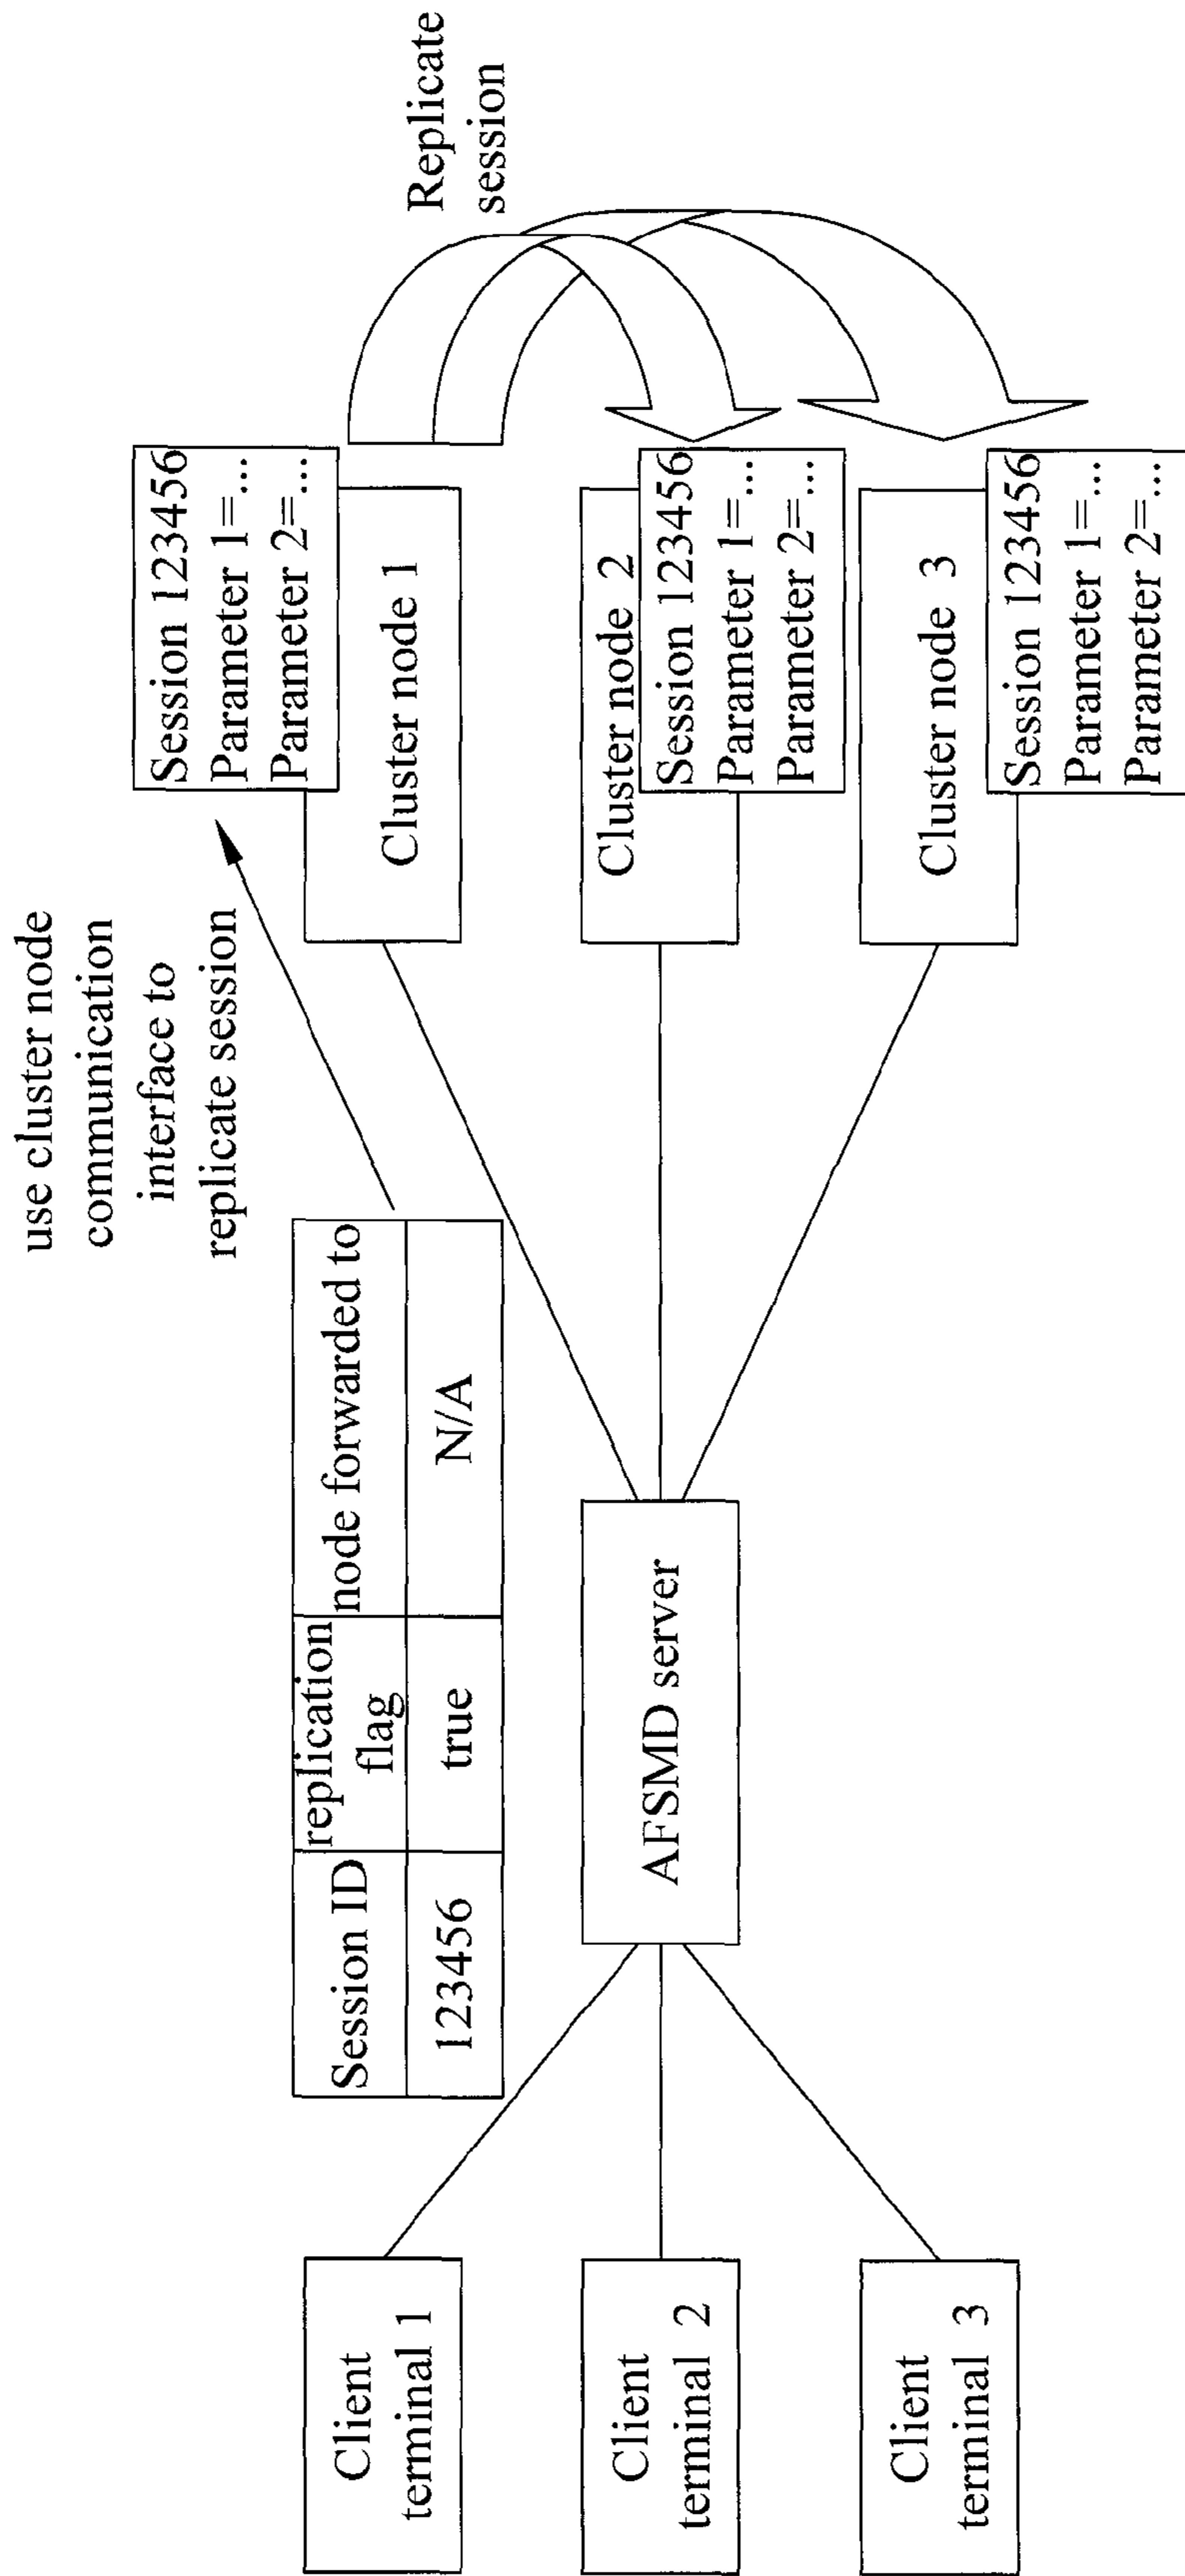 use cluster node
communication
interface to
replicate session
Session ID
replication
flag
node forwarded to
123456
true
N/A
Session 123456
Parameter 1=...
Parameter 2=...
Cluster node 1
Replicate
session
Client
terminal 1
Client
terminal 2
Client
terminal 3
AFSMD server
Cluster node 2
Session 123456
Parameter 1=...
Parameter 2=...
Cluster node 3
Session 123456
Parameter 1=...
Parameter 2=...